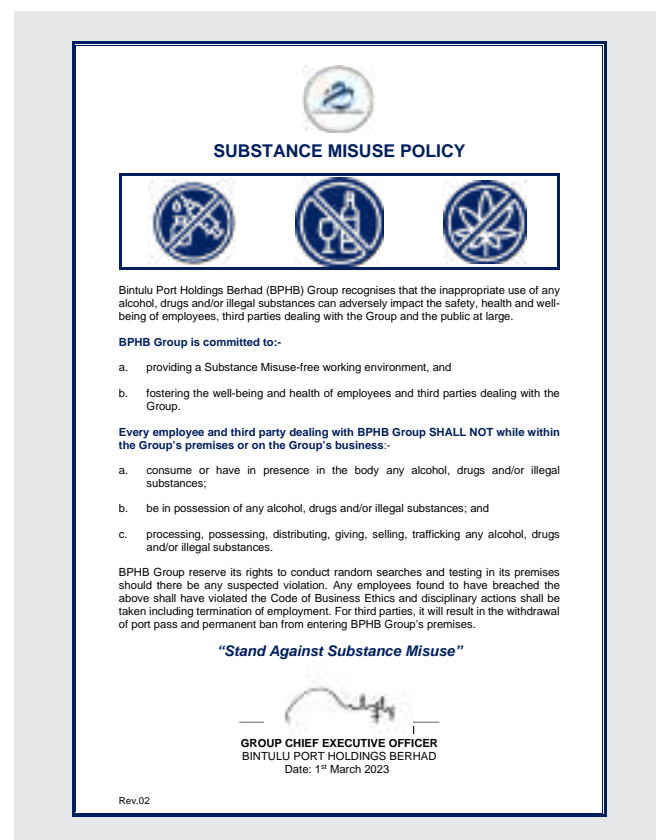 SUBSTANCE MISUSE POLICY
Bintulu Port Holdings Berhad (BPHB) Group recognises that the inappropriate use of any
alcohol, drugs and/or illegal substances can adversely impact the safety, health and well-
being of employees, third parties dealing with the Group and the public at large.
BPHB Group is committed to:-
a. providing a Substance Misuse-free working environment, and
b. fostering the well-being and health of employees and third parties dealing with the
Group.
Every employee and third party dealing with BPHB Group SHALL NOT while within
the Group's premises or on the Group's business:-
a. consume or have in presence in the body any alcohol, drugs and/or illegal
substances;
b. be in possession of any alcohol, drugs and/or illegal substances; and
c. processing, possessing, distributing, giving, selling, trafficking any alcohol, drugs
and/or illegal substances.
BPHB Group reserve its rights to conduct random searches and testing in its premises
should there be any suspected violation. Any employees found to have breached the
above shall have violated the Code of Business Ethics and disciplinary actions shall be
taken including termination of employment. For third parties, it will result in the withdrawal
of port pass and permanent ban from entering BPHB Group's premises.
"Stand Against Substance Misuse"
GROUP CHIEF EXECUTIVE OFFICER
BINTULU PORT HOLDINGS BERHAD
Date: 1st March 2023
Rev.02